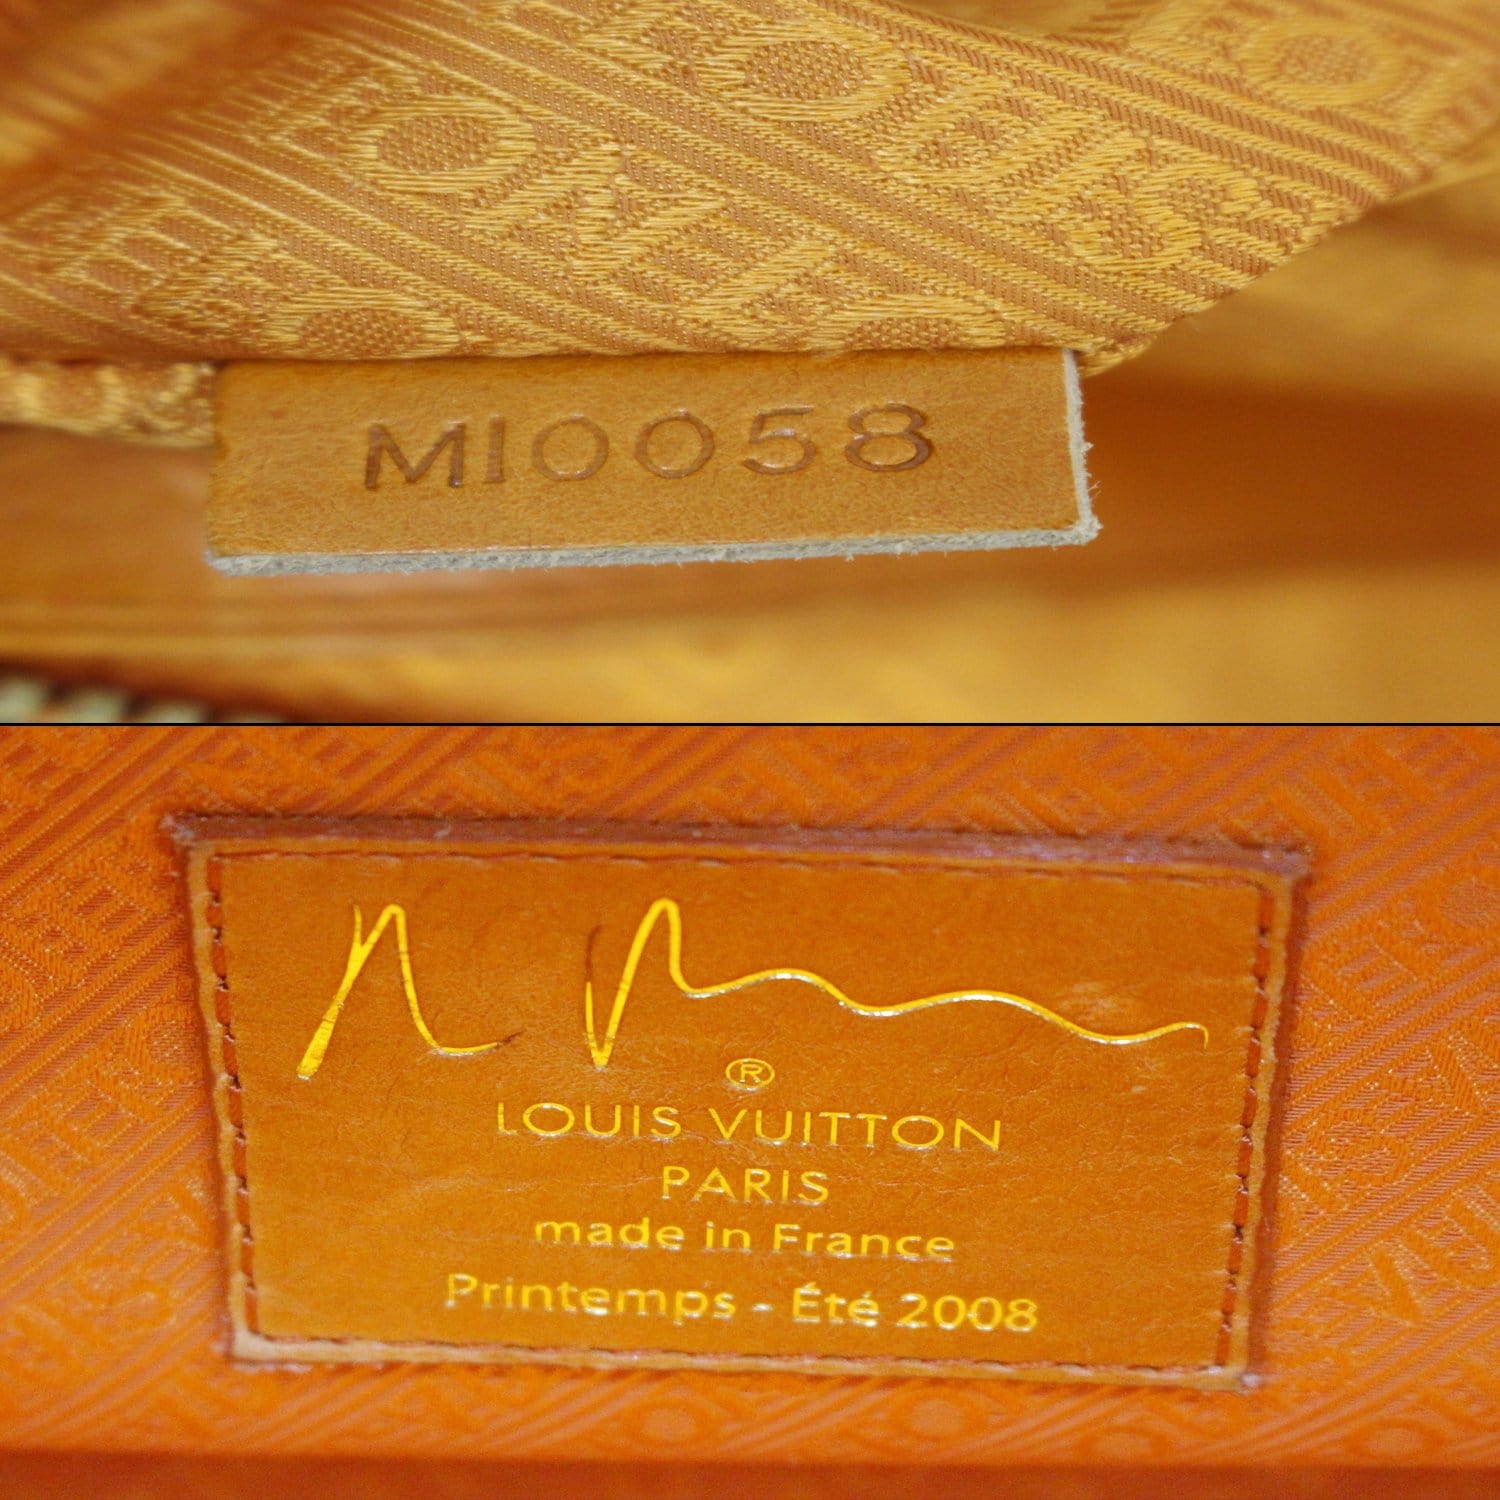 MI0058
®
LOUIS VUITTON
PARIS
made in France
Printemps - Été 2008